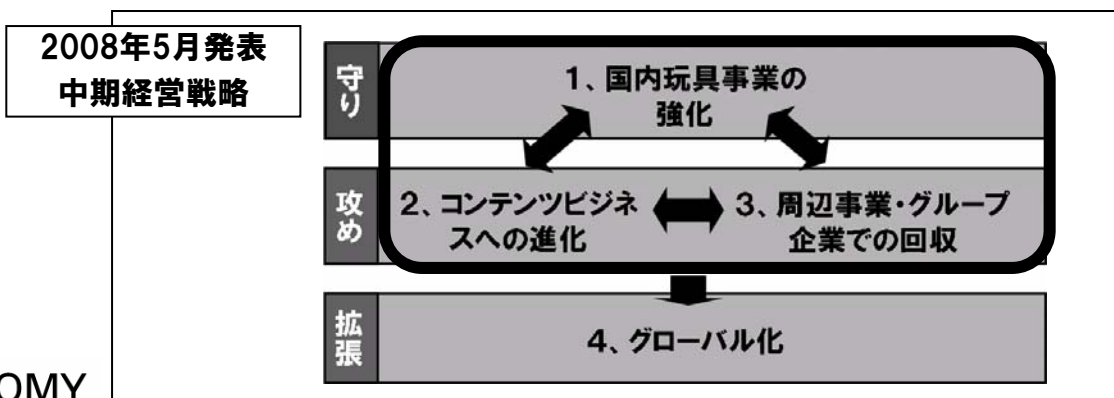 2008年5月発表
中期経営戦略
守り
1、国内玩具事業の
強化
攻め
2、コンテンツビジネ
スへの進化
3、周辺事業・グループ
企業での回収
拡張
4、グローバル化
OMY